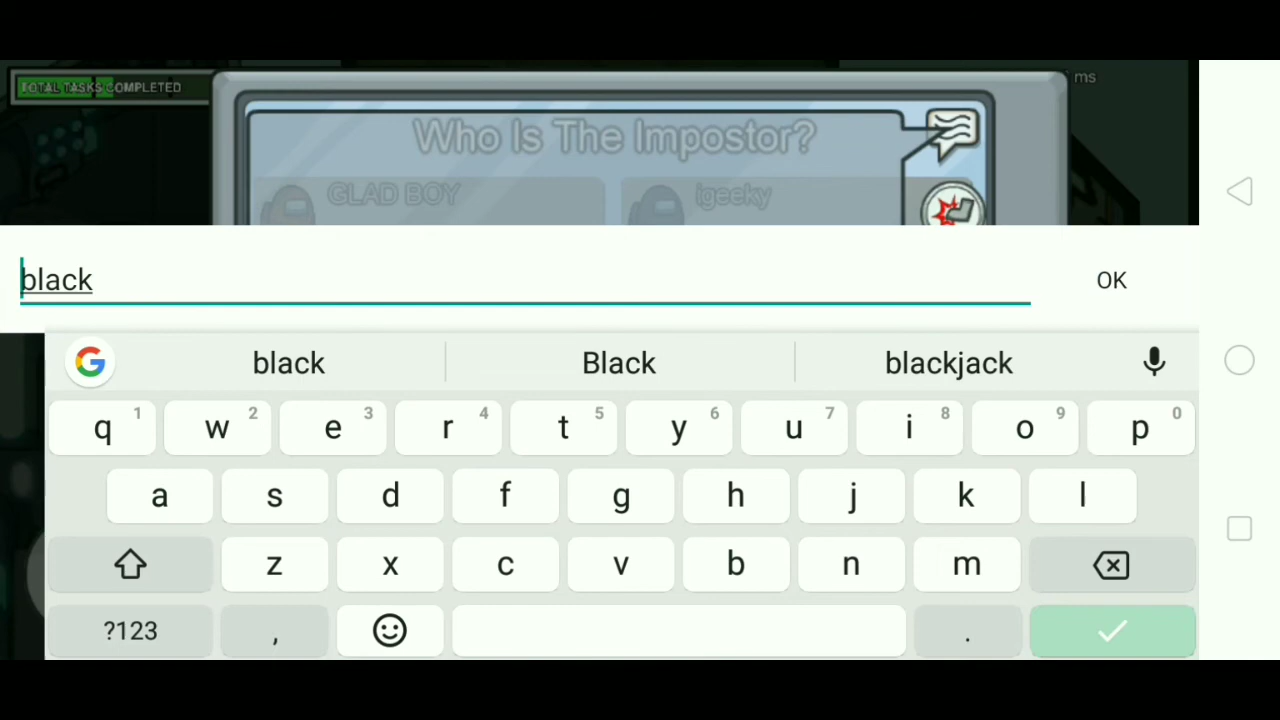 TOTAL TASKS COMPLETED
ms
Who Is The Impostor?
GLAD BOY
igeeky
black
OK
black
Black
blackjack
q 1
w 2
e 3
r 4
t 5
y 6
u 7
i 8
o 9
p 0
a s d f g h j k l
z x c v b n m
?123 , .